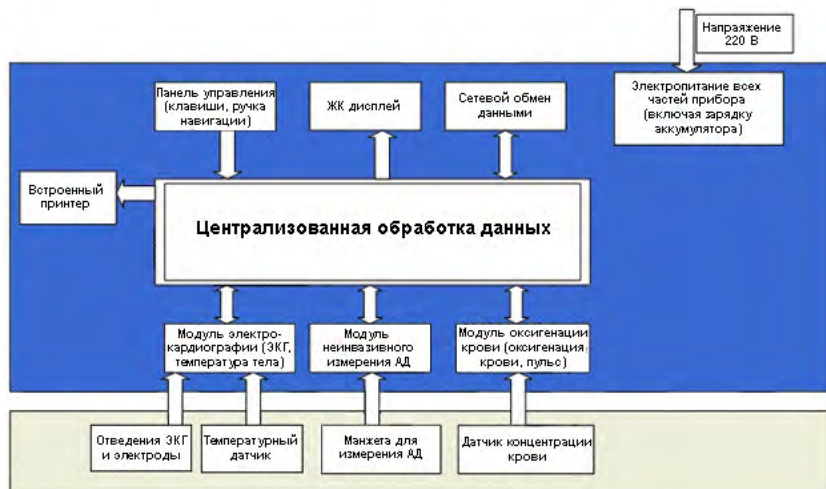 Напряжение
220 В
Панель управления
(клавиши, ручка
навигации)
ЖК дисплей
Сетевой обмен
данными
Электропитание всех
частей прибора
(включая зарядку
аккумулятора)
Встроенный
принтер
Централизованная обработка данных
Модуль электро-
кардиографии (ЭКГ,
температура тела)
Модуль
неинвазивного
измерения АД
Модуль оксигенации
крови (оксигенация
крови, пульс)
Отведения ЭКГ
и электроды
Температурный
датчик
Манжета для
измерения АД
Датчик концентрации
крови